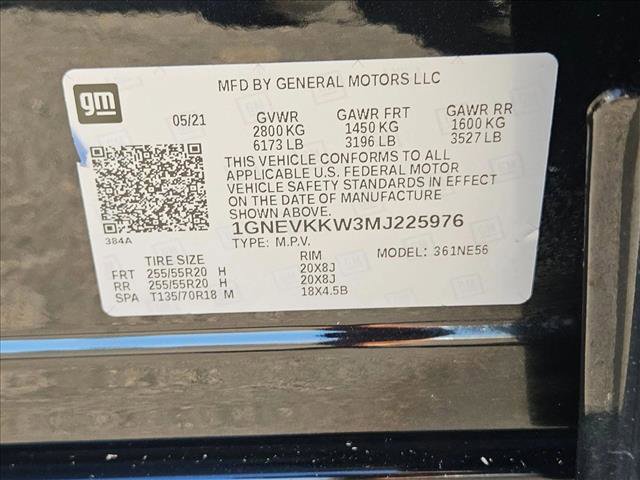 MFD BY GENERAL MOTORS LLC
gm
05/21 GVWR GAWR FRT GAWR RR
2800 KG 1450 KG 1600 KG
6173 LB 3196 LB 3527 LB
THIS VEHICLE CONFORMS TO ALL
APPLICABLE U.S. FEDERAL MOTOR
VEHICLE SAFETY STANDARDS IN EFFECT
ON THE DATE OF MANUFACTURE
SHOWN ABOVE.
1GNEVKKW3MJ225976
384A
TYPE: M.P.V. MODEL: 361NE56
TIRE SIZE RIM
FRT 255/55R20 H 20X8J
RR 255/55R20 H 20X8J
SPA T135/70R18 M 18X4.5B